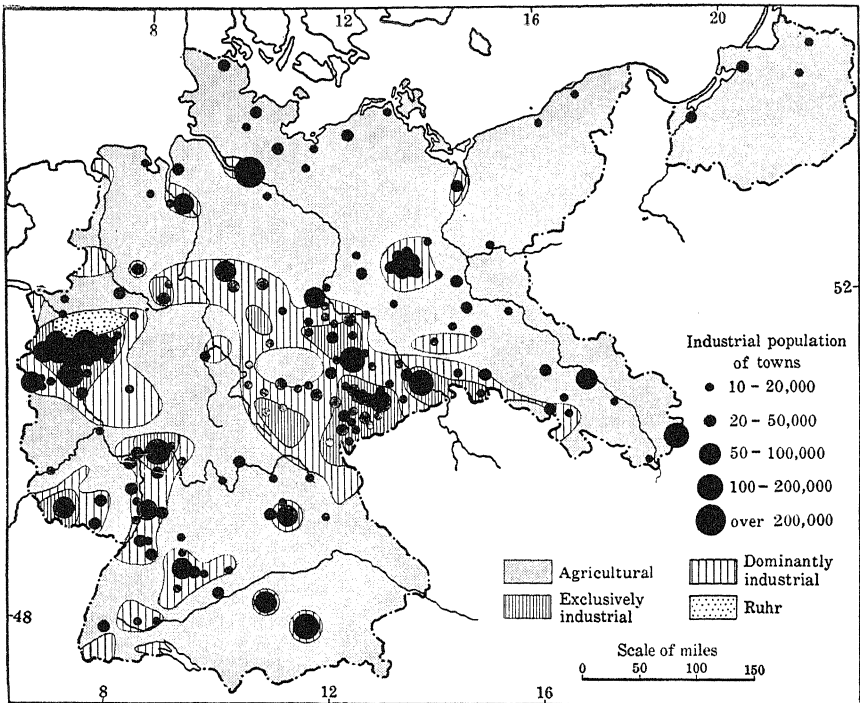 8
12
16
20
52
Industrial population
of towns
10 – 20,000
20 – 50,000
50 – 100,000
100 – 200,000
over 200,000
Agricultural
Exclusively
industrial
Dominantly
industrial
Ruhr
48
Scale of miles
0 50 100 150
8
12
16